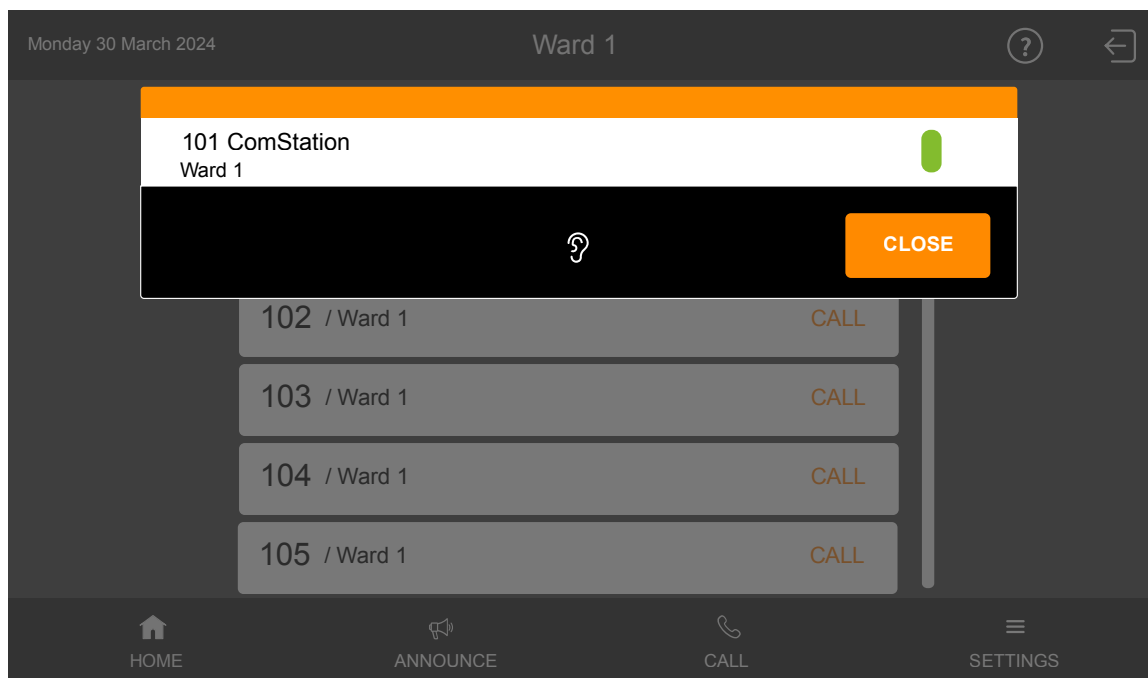 Monday 30 March 2024
Ward 1
?
101 ComStation
Ward 1
CLOSE
102 / Ward 1 CALL
103 / Ward 1 CALL
104 / Ward 1 CALL
105 / Ward 1 CALL
HOME ANNOUNCE CALL SETTINGS